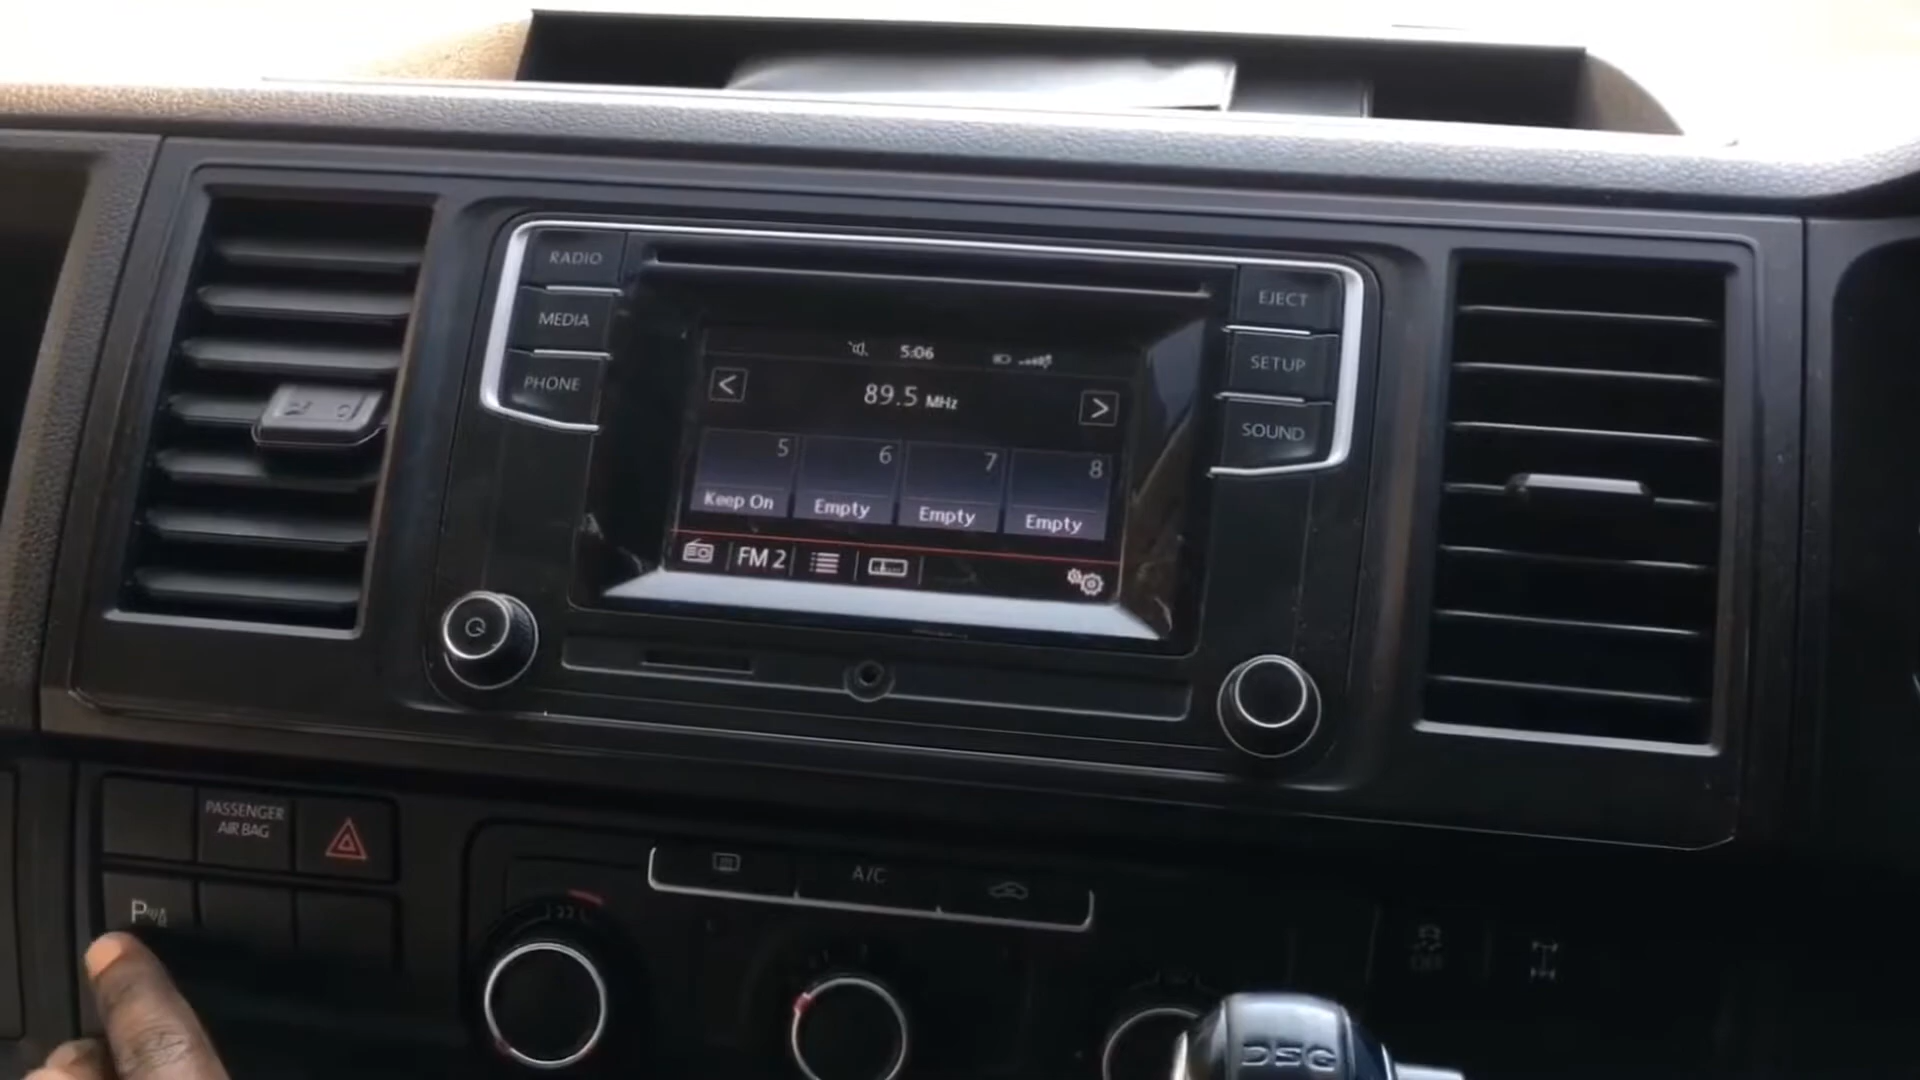 RADIO
MEDIA
PHONE
EJECT
SETUP
SOUND
5:06
<
89.5 MHz
>
5
6
7
8
Keep On
Empty
Empty
Empty
FM 2
PASSENGER
AIR BAG
A/C
P
OFF
DSG